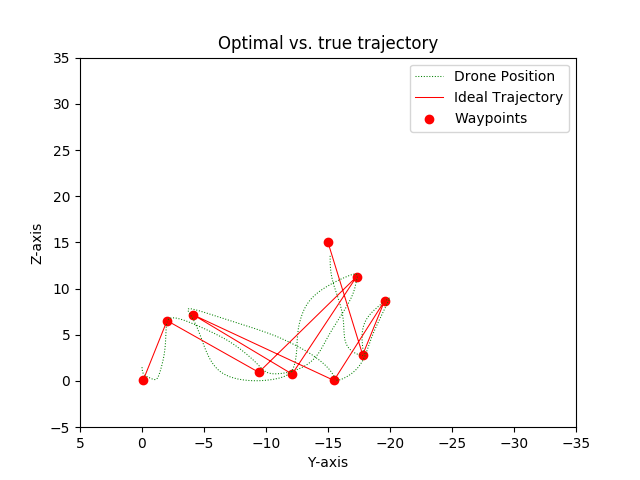 Optimal vs. true trajectory
Drone Position
Ideal Trajectory
Waypoints
35
30
25
20
15
10
5
0
−5
Z-axis
5 0 −5 −10 −15 −20 −25 −30 −35
Y-axis